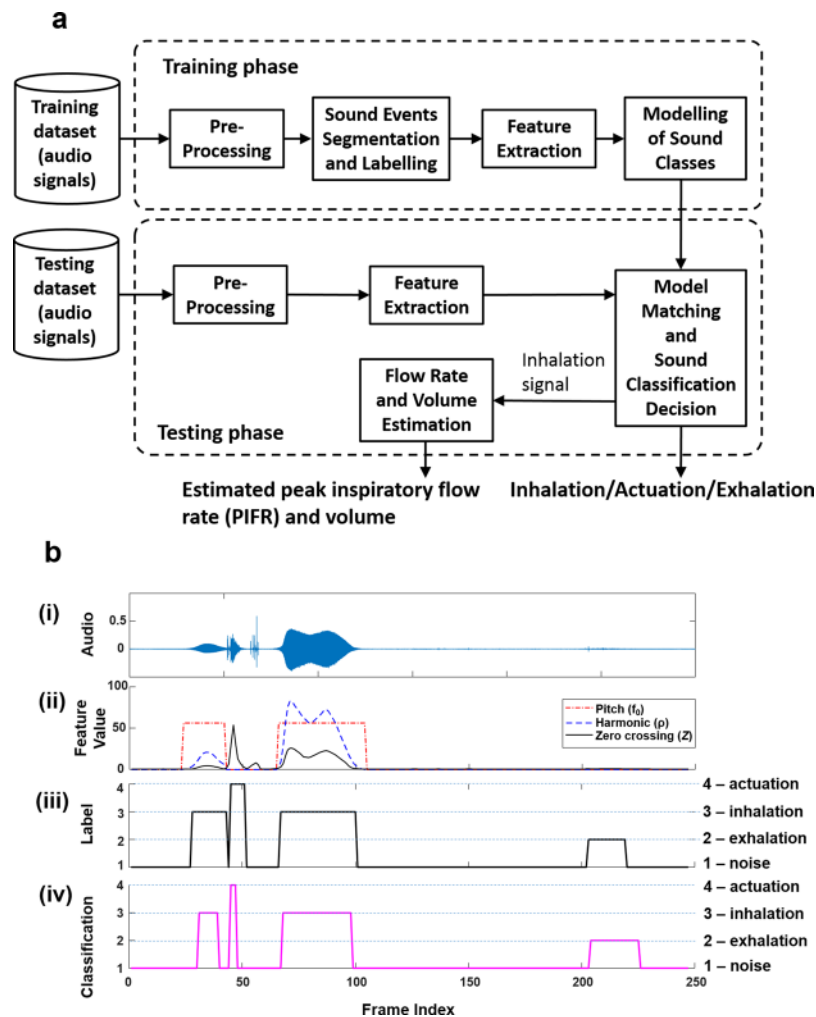 a
Training phase
Training
dataset
(audio
signals)
Pre-
Processing
Sound Events
Segmentation
and Labelling
Feature
Extraction
Modelling
of Sound
Classes
Testing
dataset
(audio
signals)
Pre-
Processing
Feature
Extraction
Model
Matching
and
Sound
Classification
Decision
Inhalation
signal
Flow Rate
and Volume
Estimation
Testing phase
Estimated peak inspiratory flow
rate (PIFR) and volume
Inhalation/Actuation/Exhalation
b
(i)
Audio
0.5
0
(ii)
Feature
Value
100
50
0
Pitch (f₀)
Harmonic (ρ)
Zero crossing (Z)
(iii)
Label
4
3
2
1
4 – actuation
3 – inhalation
2 – exhalation
1 – noise
(iv)
Classification
4
3
2
1
4 – actuation
3 – inhalation
2 – exhalation
1 – noise
0 50 100 150 200 250
Frame Index